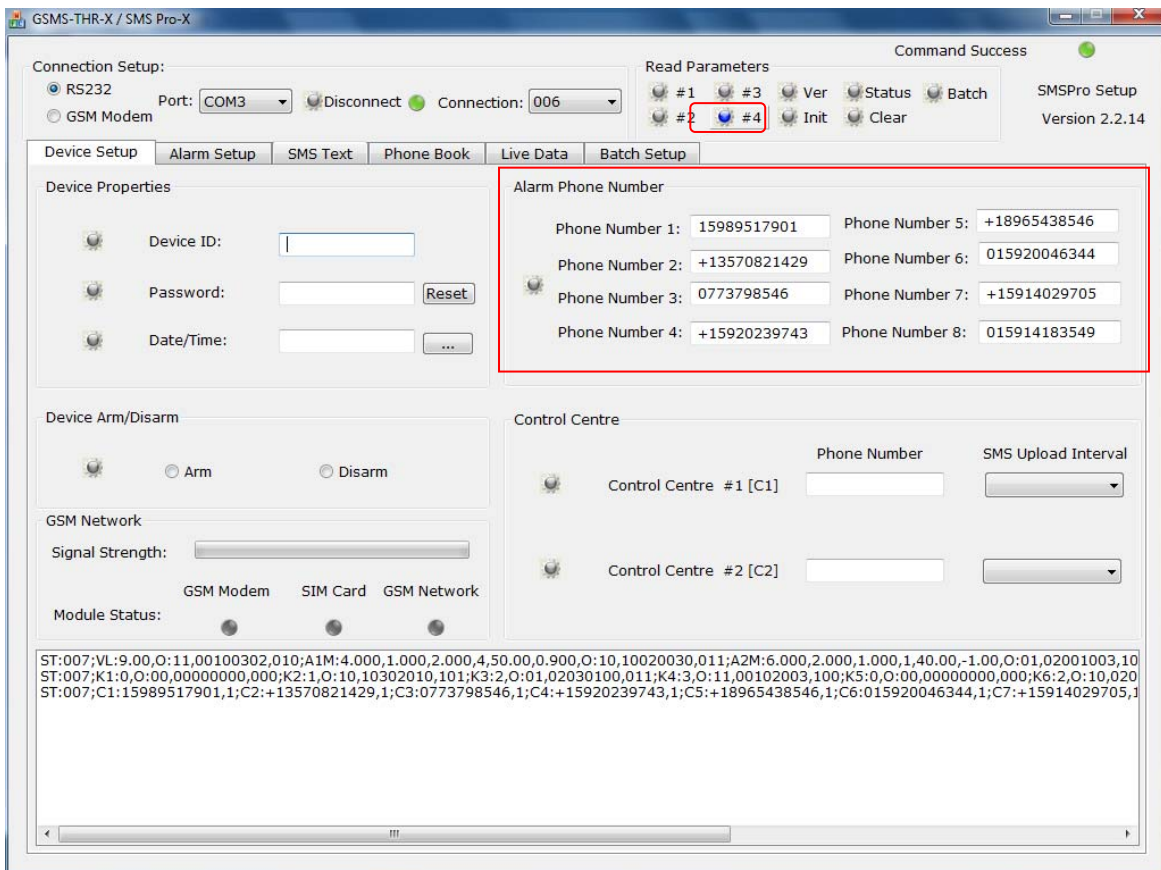 GSMS-THR-X / SMS Pro-X
Command Success
Connection Setup:
RS232
GSM Modem
Port: COM3 Disconnect Connection: 006
Read Parameters
#1 #3 Ver Status Batch
#2 #4 Init Clear
SMSPro Setup
Version 2.2.14
Device Setup Alarm Setup SMS Text Phone Book Live Data Batch Setup
Device Properties
Device ID:
Password: Reset
Date/Time: ...
Alarm Phone Number
Phone Number 1: 15989517901 Phone Number 5: +18965438546
Phone Number 2: +13570821429 Phone Number 6: 015920046344
Phone Number 3: 0773798546 Phone Number 7: +15914029705
Phone Number 4: +15920239743 Phone Number 8: 015914183549
Device Arm/Disarm
Arm Disarm
Control Centre
Phone Number SMS Upload Interval
Control Centre #1 [C1]
Control Centre #2 [C2]
GSM Network
Signal Strength:
GSM Modem SIM Card GSM Network
Module Status:
ST:007;VL:9.00,O:11,00100302,010;A1M:4.000,1.000,2.000,4,50.00,0.900,O:10,10020030,011;A2M:6.000,2.000,1.000,1,40.00,-1.00,O:01,02001003,10
ST:007;K1:0,O:00,00000000,000;K2:1,O:10,10302010,101;K3:2,O:01,02030100,011;K4:3,O:11,00102003,100;K5:0,O:00,00000000,000;K6:2,O:10,020
ST:007;C1:15989517901,1;C2:+13570821429,1;C3:0773798546,1;C4:+15920239743,1;C5:+18965438546,1;C6:015920046344,1;C7:+15914029705,1